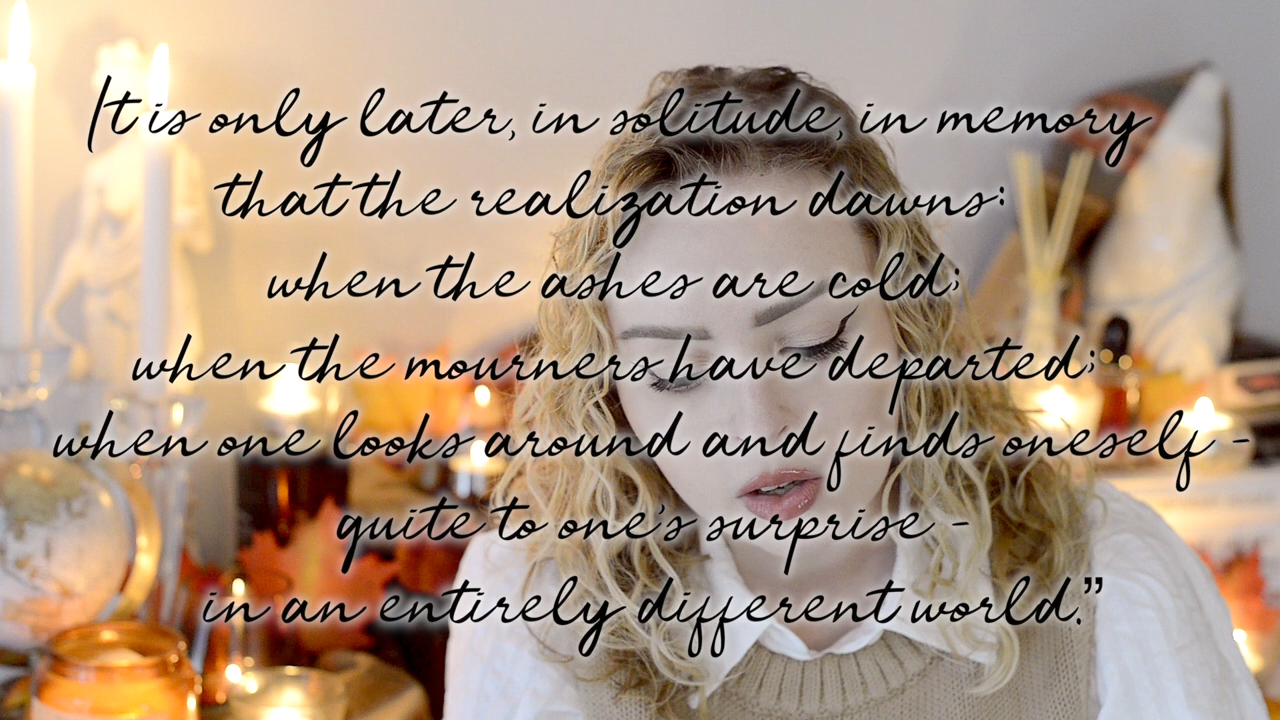 It is only later, in solitude, in memory
that the realization dawns:
when the ashes are cold;
when the mourners have departed;
when one looks around and finds oneself -
quite to one's surprise -
in an entirely different world.”